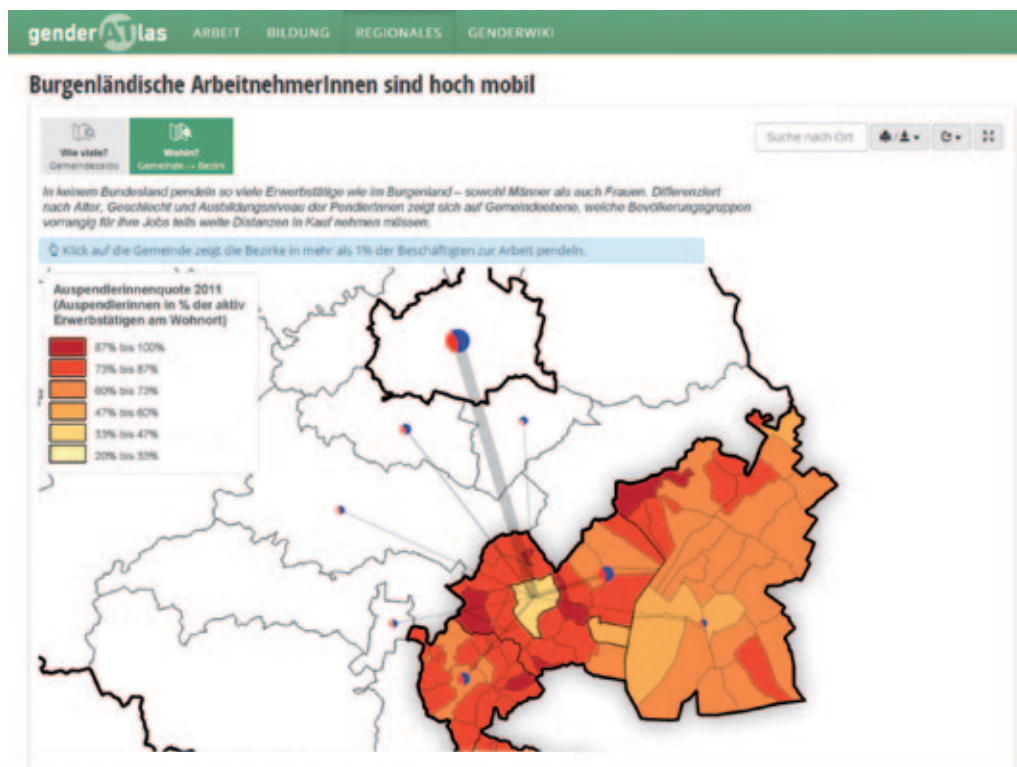 genderATlas ARBEIT BILDUNG REGIONALES GENDERWIKI
Burgenländische ArbeitnehmerInnen sind hoch mobil
Wie viele?
Gemeindesaldo
Wohin?
Gemeinde → Bezirk
Suche nach Ort
In keinem Bundesland pendeln so viele Erwerbstätige wie im Burgenland – sowohl Männer als auch Frauen. Differenziert
nach Alter, Geschlecht und Ausbildungsniveau der PendlerInnen zeigt sich auf Gemeindeebene, welche Bevölkerungsgruppen
vorrangig für ihre Jobs teils weite Distanzen in Kauf nehmen müssen.
Klick auf die Gemeinde zeigt die Bezirke in mehr als 1% der Beschäftigten zur Arbeit pendeln.
AuspendlerInnenquote 2011
(AuspendlerInnen in % der aktiv
Erwerbstätigen am Wohnort)
87% bis 100%
73% bis 87%
60% bis 73%
47% bis 60%
33% bis 47%
20% bis 33%